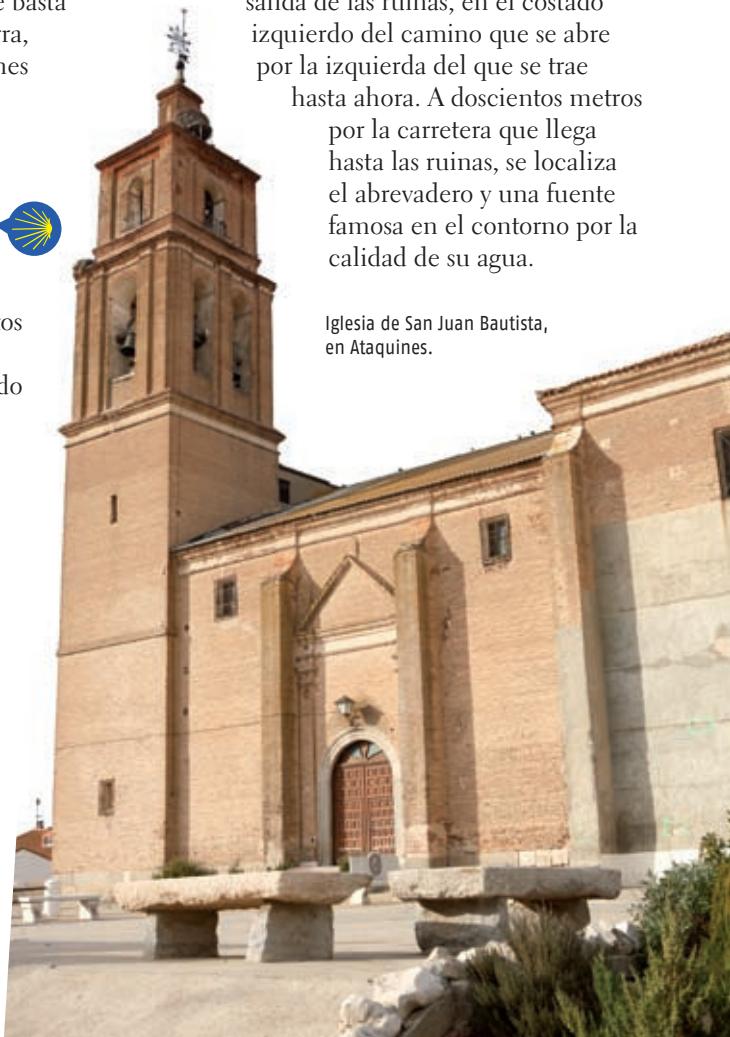 basta
salida de las ruinas, en el costado
izquierdo del camino que se abre
por la izquierda del que se trae
hasta ahora. A doscientos metros
por la carretera que llega
hasta las ruinas, se localiza
el abrevadero y una fuente
famosa en el contorno por la
calidad de su agua.
Iglesia de San Juan Bautista,
en Ataquines.